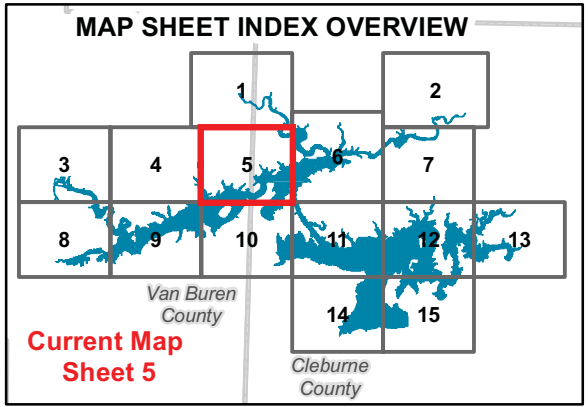 MAP SHEET INDEX OVERVIEW
1
2
3
4
5
6
7
8
9
10
11
12
13
14
15
Van Buren
County
Current Map
Sheet 5
Cleburne
County